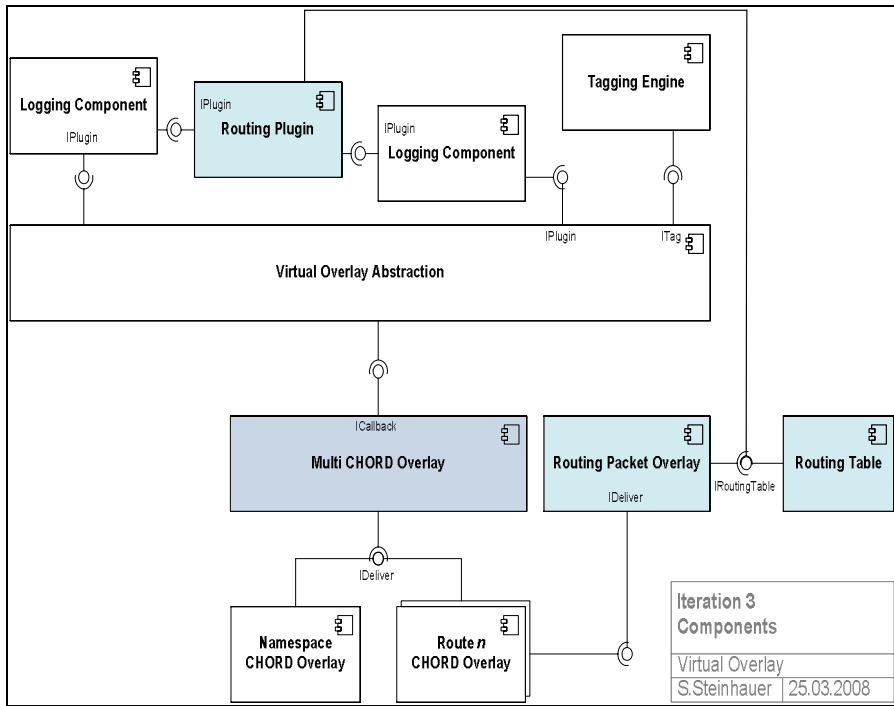 Logging Component
IPlugin
IPlugin
Routing Plugin
IPlugin
Logging Component
Tagging Engine
IPlugin
ITag
Virtual Overlay Abstraction
ICallback
Multi CHORD Overlay
Routing Packet Overlay
IDeliver
IRoutingTable
Routing Table
IDeliver
Namespace
CHORD Overlay
Route n
CHORD Overlay
Iteration 3
Components
Virtual Overlay
S.Steinhauer 25.03.2008